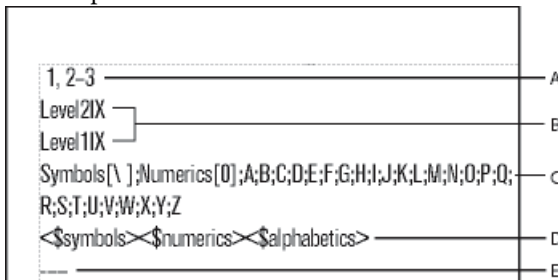 1, 2–3 A
Level2IX
B
Level1IX
Symbols[\ ];Numerics[0];A;B;C;D;E;F;G;H;I;J;K;L;M;N;O;P;Q; C
R;S;T;U;V;W;X;Y;Z
<$symbols><$numerics><$alphabetics> D
--- E